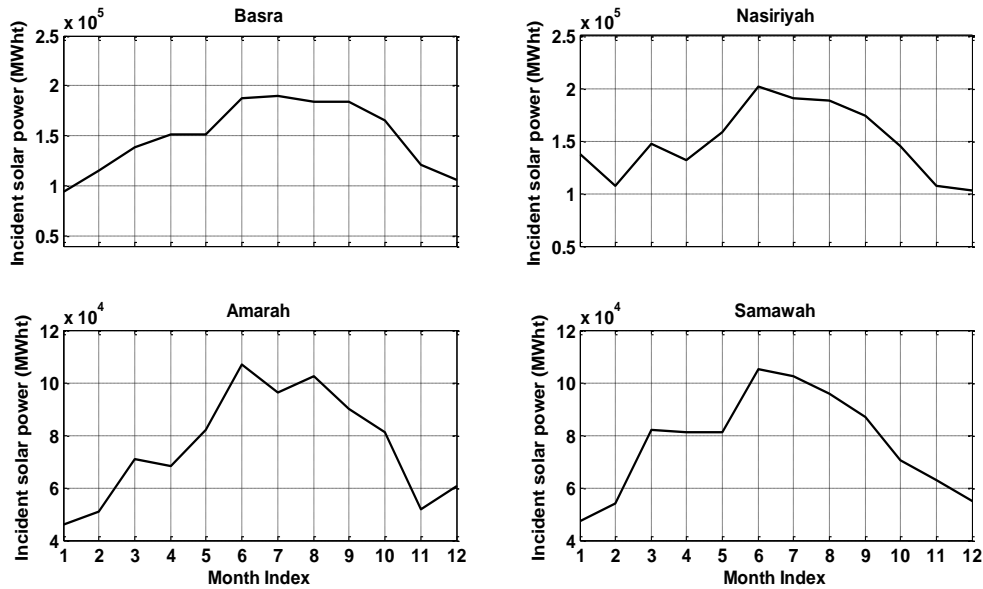 Basra
x 10^5
Incident solar power (MWht)
2.5
2
1.5
1
0.5
Nasiriyah
x 10^5
Incident solar power (MWht)
2.5
2
1.5
1
0.5
Amarah
x 10^4
Incident solar power (MWht)
12
10
8
6
4
1 2 3 4 5 6 7 8 9 10 11 12
Month Index
Samawah
x 10^4
Incident solar power (MWht)
12
10
8
6
4
1 2 3 4 5 6 7 8 9 10 11 12
Month Index